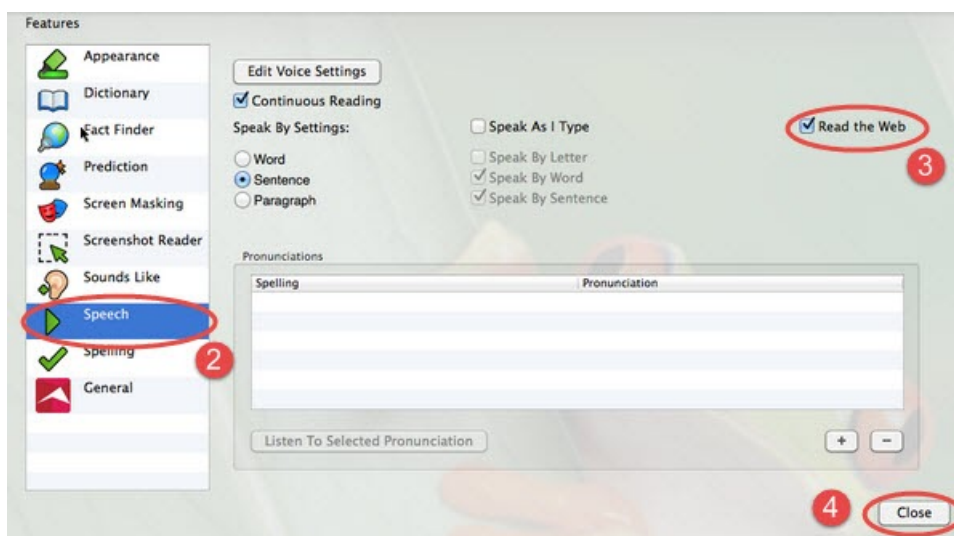 Features
Appearance
Dictionary
Fact Finder
Prediction
Screen Masking
Screenshot Reader
Sounds Like
Speech
Spelling
General
2
Edit Voice Settings
Continuous Reading
Speak By Settings:
Word
Sentence
Paragraph
Speak As I Type
Speak By Letter
Speak By Word
Speak By Sentence
Read the Web
3
Pronunciations
Spelling Pronunciation
Listen To Selected Pronunciation
+ -
4
Close